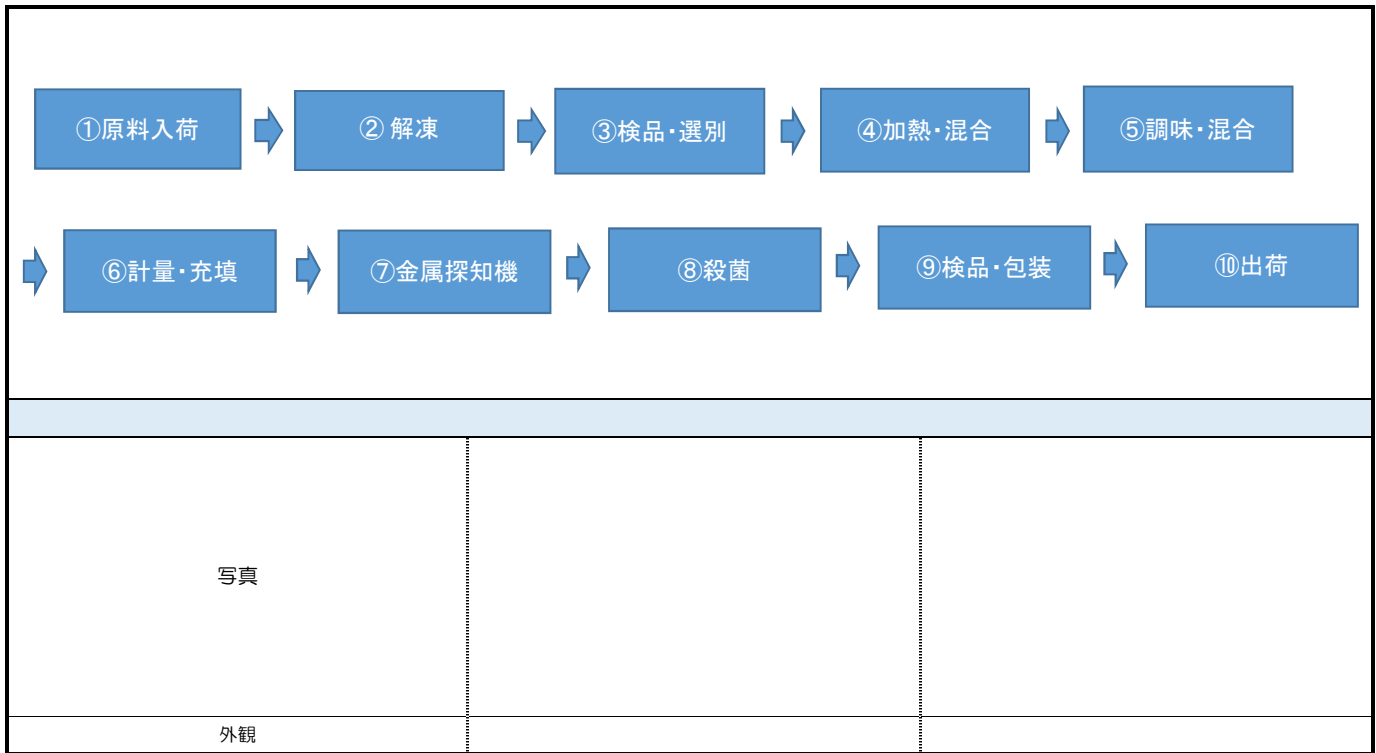 ①原料入荷
② 解凍
③検品・選別
④加熱・混合
⑤調味・混合
⑥計量・充填
⑦金属探知機
⑧殺菌
⑨検品・包装
⑩出荷
写真
外観